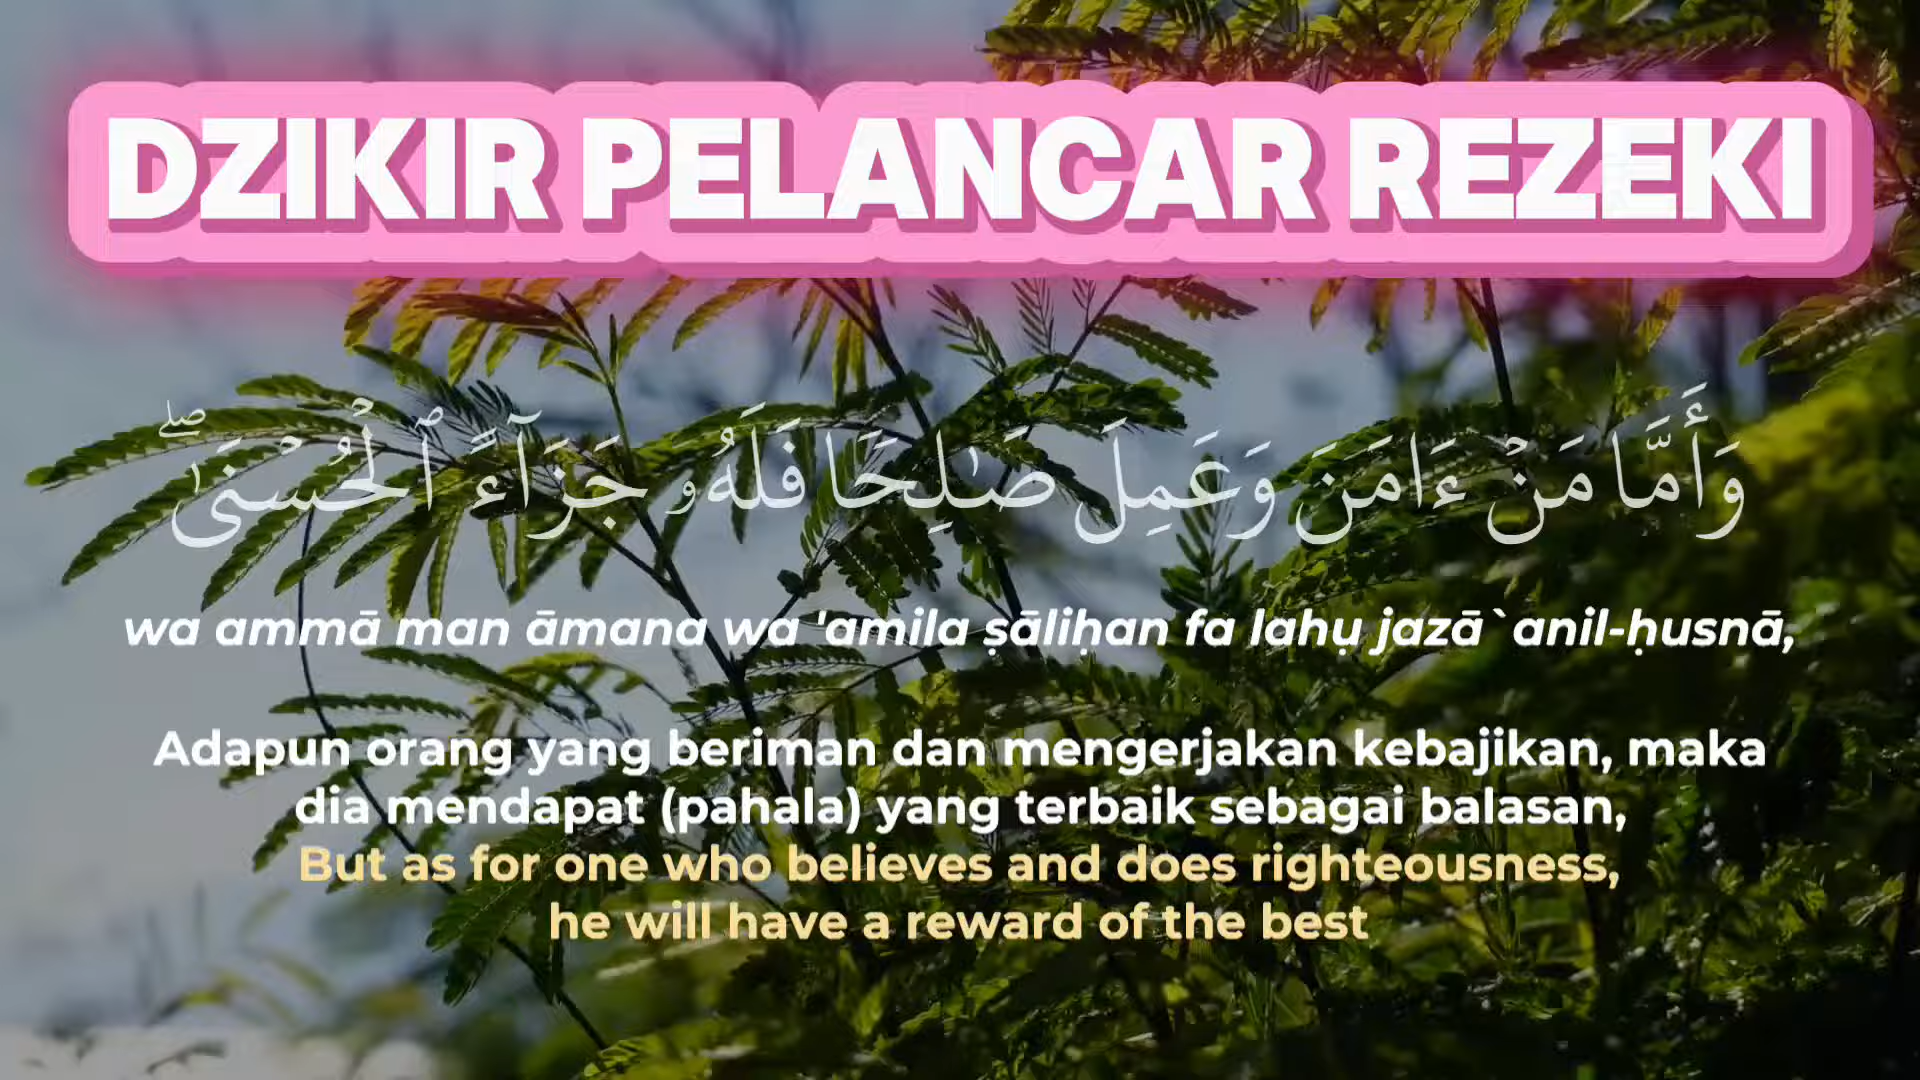 DZIKIR PELANCAR REZEKI
وَأَمَّا مَنْ ءَامَنَ وَعَمِلَ صَـٰلِحًا فَلَهُۥ جَزَآءً ٱلْحُسْنَىٰ ۖ
wa ammā man āmana wa 'amila ṣāliḥan fa lahụ jazā`anil-ḥusnā,
Adapun orang yang beriman dan mengerjakan kebajikan, maka
dia mendapat (pahala) yang terbaik sebagai balasan,
But as for one who believes and does righteousness,
he will have a reward of the best